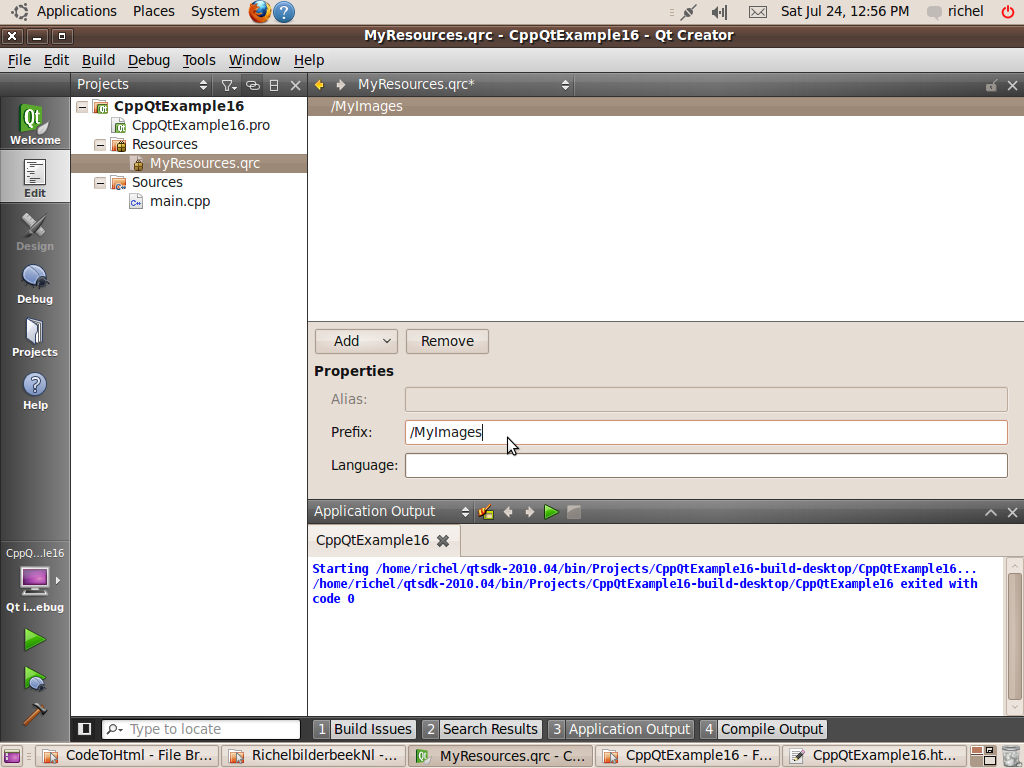 Applications Places System Sat Jul 24, 12:56 PM richel
MyResources.qrc - CppQtExample16 - Qt Creator
File Edit Build Debug Tools Window Help
Projects MyResources.qrc*
Qt
Welcome
Edit
Design
Debug
Projects
Help
CppQtExample16
CppQtExample16.pro
Resources
MyResources.qrc
Sources
main.cpp
/MyImages
Add Remove
Properties
Alias:
Prefix: /MyImages
Language:
Application Output
CppQtExample16
Starting /home/richel/qtsdk-2010.04/bin/Projects/CppQtExample16-build-desktop/CppQtExample16...
/home/richel/qtsdk-2010.04/bin/Projects/CppQtExample16-build-desktop/CppQtExample16 exited with
code 0
CppQ...le16
Qt i...ebug
Type to locate 1 Build Issues 2 Search Results 3 Application Output 4 Compile Output
CodeToHtml - File Br... RichelbilderbeekNl -... MyResources.qrc - C... CppQtExample16 - F... CppQtExample16.ht...